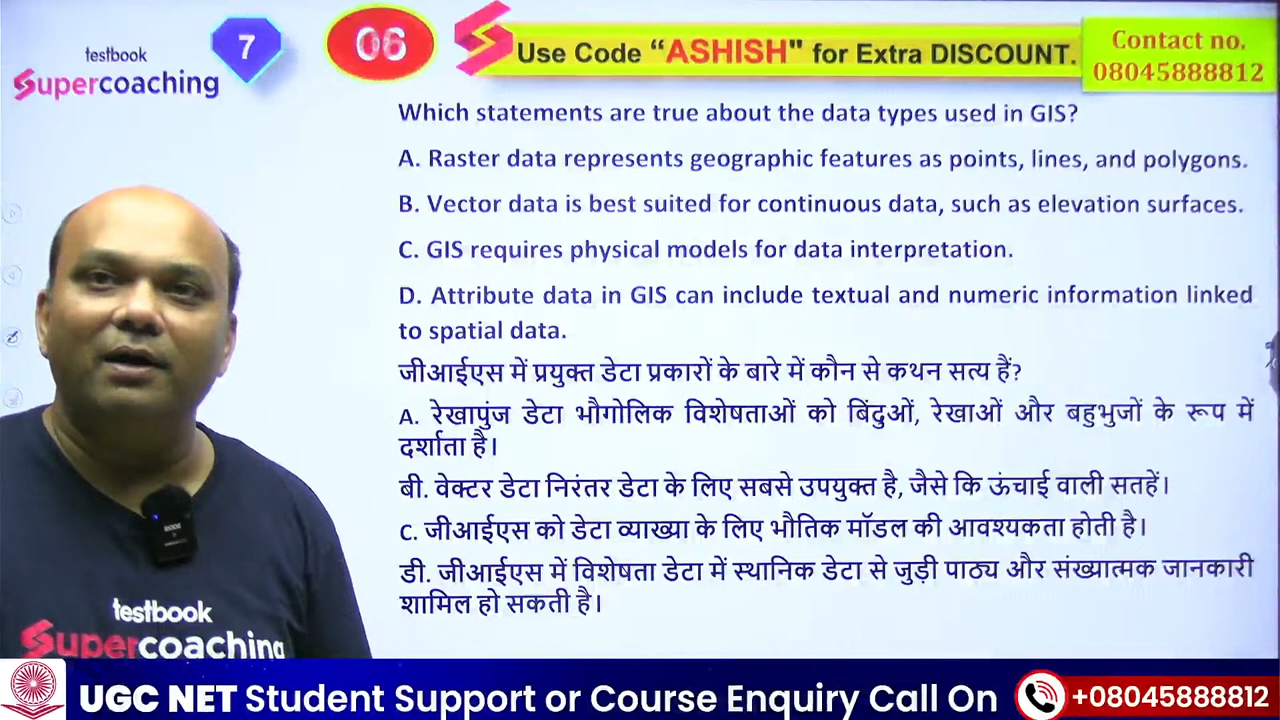 testbook
Supercoaching
7
06
Use Code “ASHISH" for Extra DISCOUNT.
Contact no.
08045888812
Which statements are true about the data types used in GIS?
A. Raster data represents geographic features as points, lines, and polygons.
B. Vector data is best suited for continuous data, such as elevation surfaces.
C. GIS requires physical models for data interpretation.
D. Attribute data in GIS can include textual and numeric information linked
to spatial data.
जीआईएस में प्रयुक्त डेटा प्रकारों के बारे में कौन से कथन सत्य हैं?
A. रेखापुंज डेटा भौगोलिक विशेषताओं को बिंदुओं, रेखाओं और बहुभुजों के रूप में
दर्शाता है।
बी. वेक्टर डेटा निरंतर डेटा के लिए सबसे उपयुक्त है, जैसे कि ऊंचाई वाली सतहें।
C. जीआईएस को डेटा व्याख्या के लिए भौतिक मॉडल की आवश्यकता होती है।
डी. जीआईएस में विशेषता डेटा में स्थानिक डेटा से जुड़ी पाठ्य और संख्यात्मक जानकारी
शामिल हो सकती है।
testbook
Supercoaching
UGC NET Student Support or Course Enquiry Call On
+08045888812